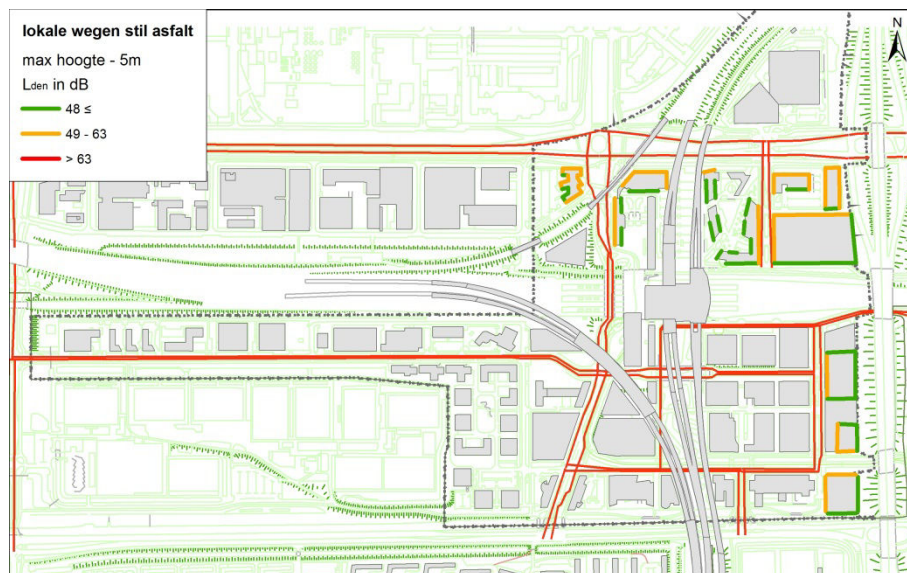 lokale wegen stil asfalt
max hoogte - 5m
Lden in dB
48 ≤
49 - 63
> 63
N